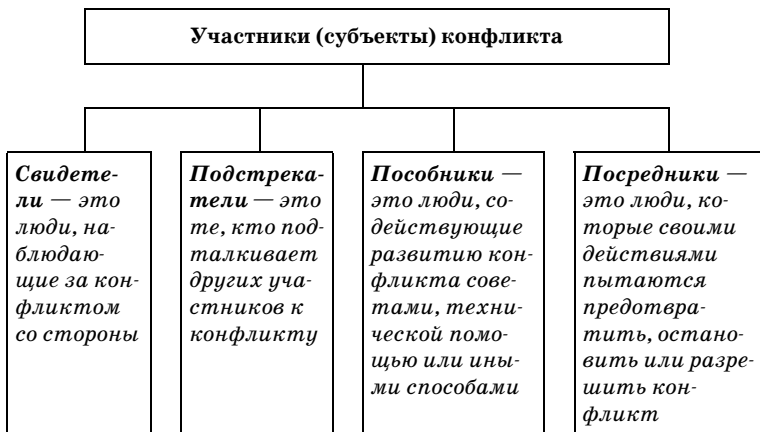 Участники (субъекты) конфликта
Свидете-
ли — это
люди, на-
блюдаю-
щие за кон-
фликтом
со стороны
Подстрека-
тели — это
те, кто под-
талкивает
других уча-
стников к
конфликту
Пособники —
это люди, со-
действующие
развитию кон-
фликта сове-
тами, техни-
ческой помо-
щью или ины-
ми способами
Посредники —
это люди, ко-
торые своими
действиями
пытаются
предотвра-
тить, остано-
вить или разре-
шить кон-
фликт